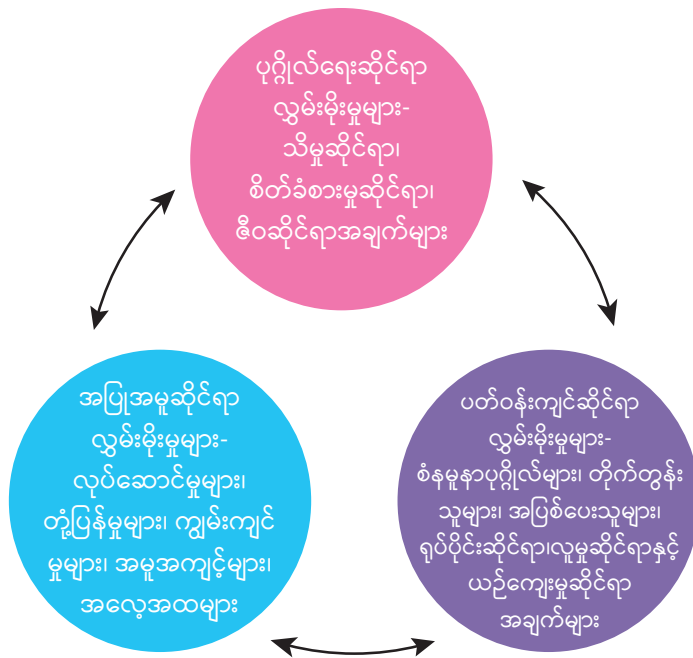 ပုဂ္ဂိုလ်ရေးဆိုင်ရာ
လွှမ်းမိုးမှုများ-
သိမှုဆိုင်ရာ၊
စိတ်ခံစားမှုဆိုင်ရာ၊
ဇီဝဆိုင်ရာအချက်များ
အပြုအမူဆိုင်ရာ
လွှမ်းမိုးမှုများ-
လုပ်ဆောင်မှုများ၊
တုံ့ပြန်မှုများ၊ ကျွမ်းကျင်
မှုများ၊ အမူအကျင့်များ၊
အလေ့အထများ
ပတ်ဝန်းကျင်ဆိုင်ရာ
လွှမ်းမိုးမှုများ-
စံနမူနာပုဂ္ဂိုလ်များ၊ တိုက်တွန်း
သူများ၊ အပြစ်ပေးသူများ၊
ရုပ်ပိုင်းဆိုင်ရာ၊လူမှုဆိုင်ရာနှင့်
ယဉ်ကျေးမှုဆိုင်ရာ
အချက်များ